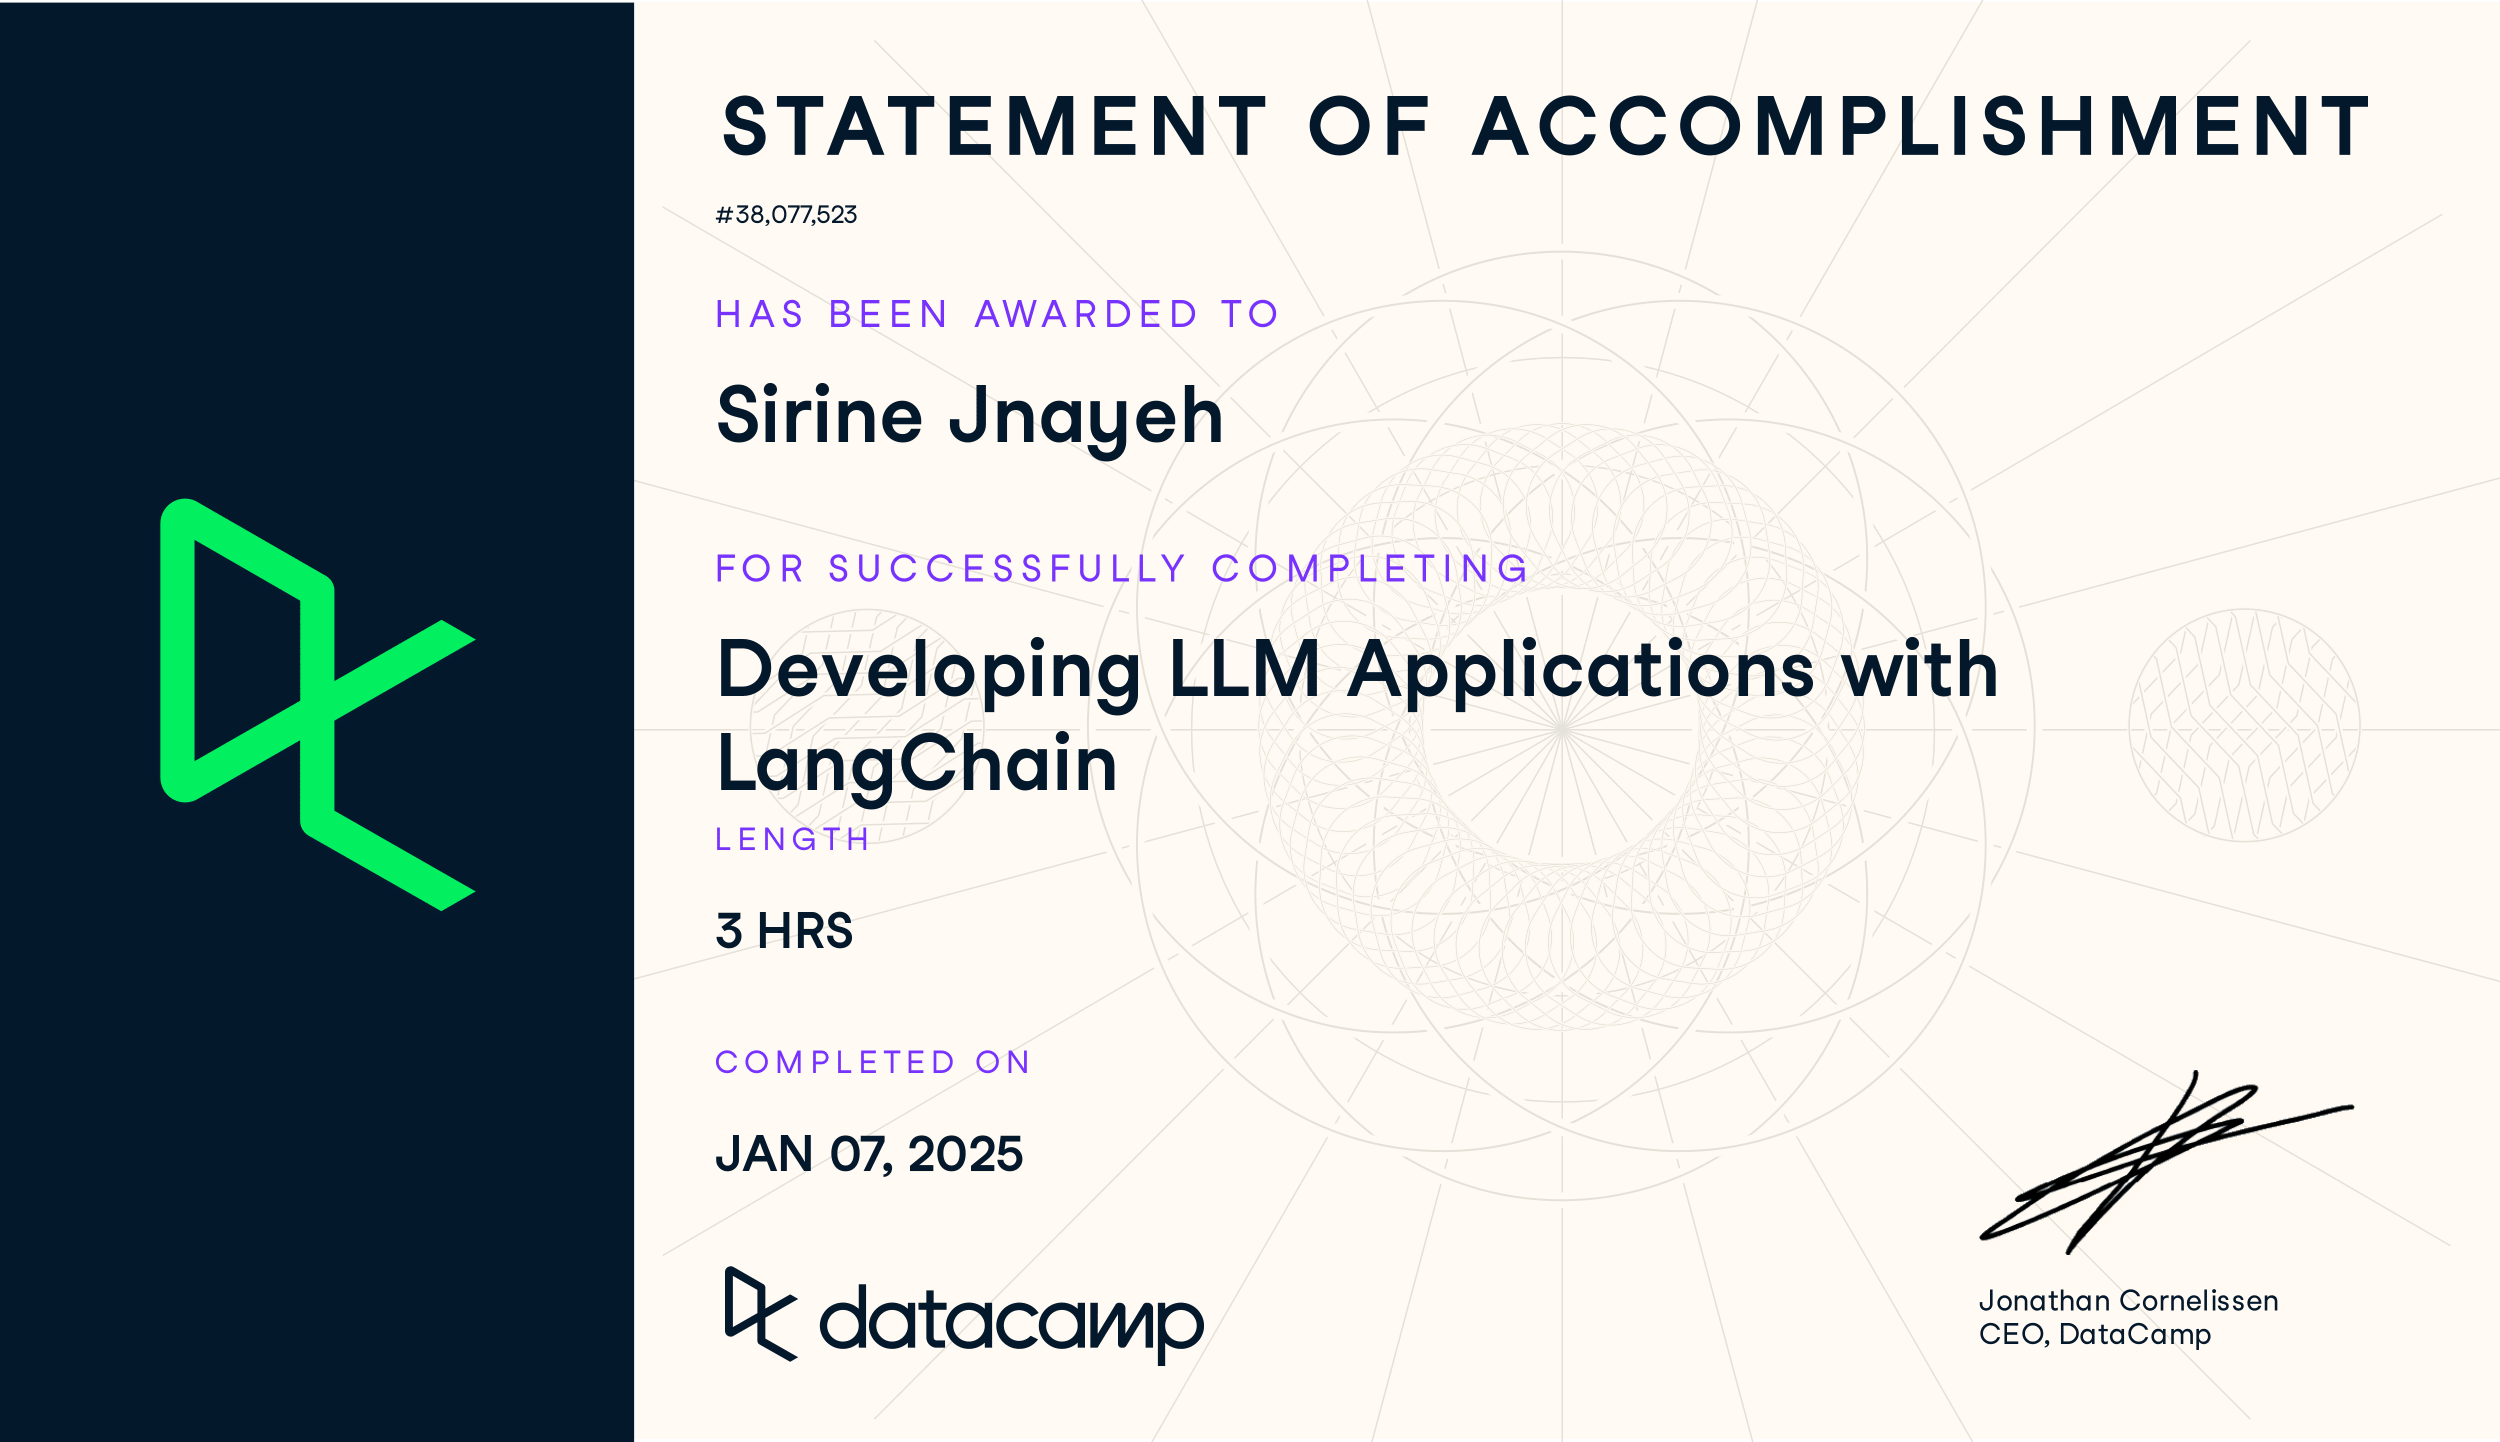 STATEMENT OF ACCOMPLISHMENT
#38,077,523
HAS BEEN AWARDED TO
Sirine Jnayeh
FOR SUCCESSFULLY COMPLETING
Developing LLM Applications with
LangChain
LENGTH
3 HRS
COMPLETED ON
JAN 07, 2025
datacamp
Jonathan Cornelissen
CEO, DataCamp